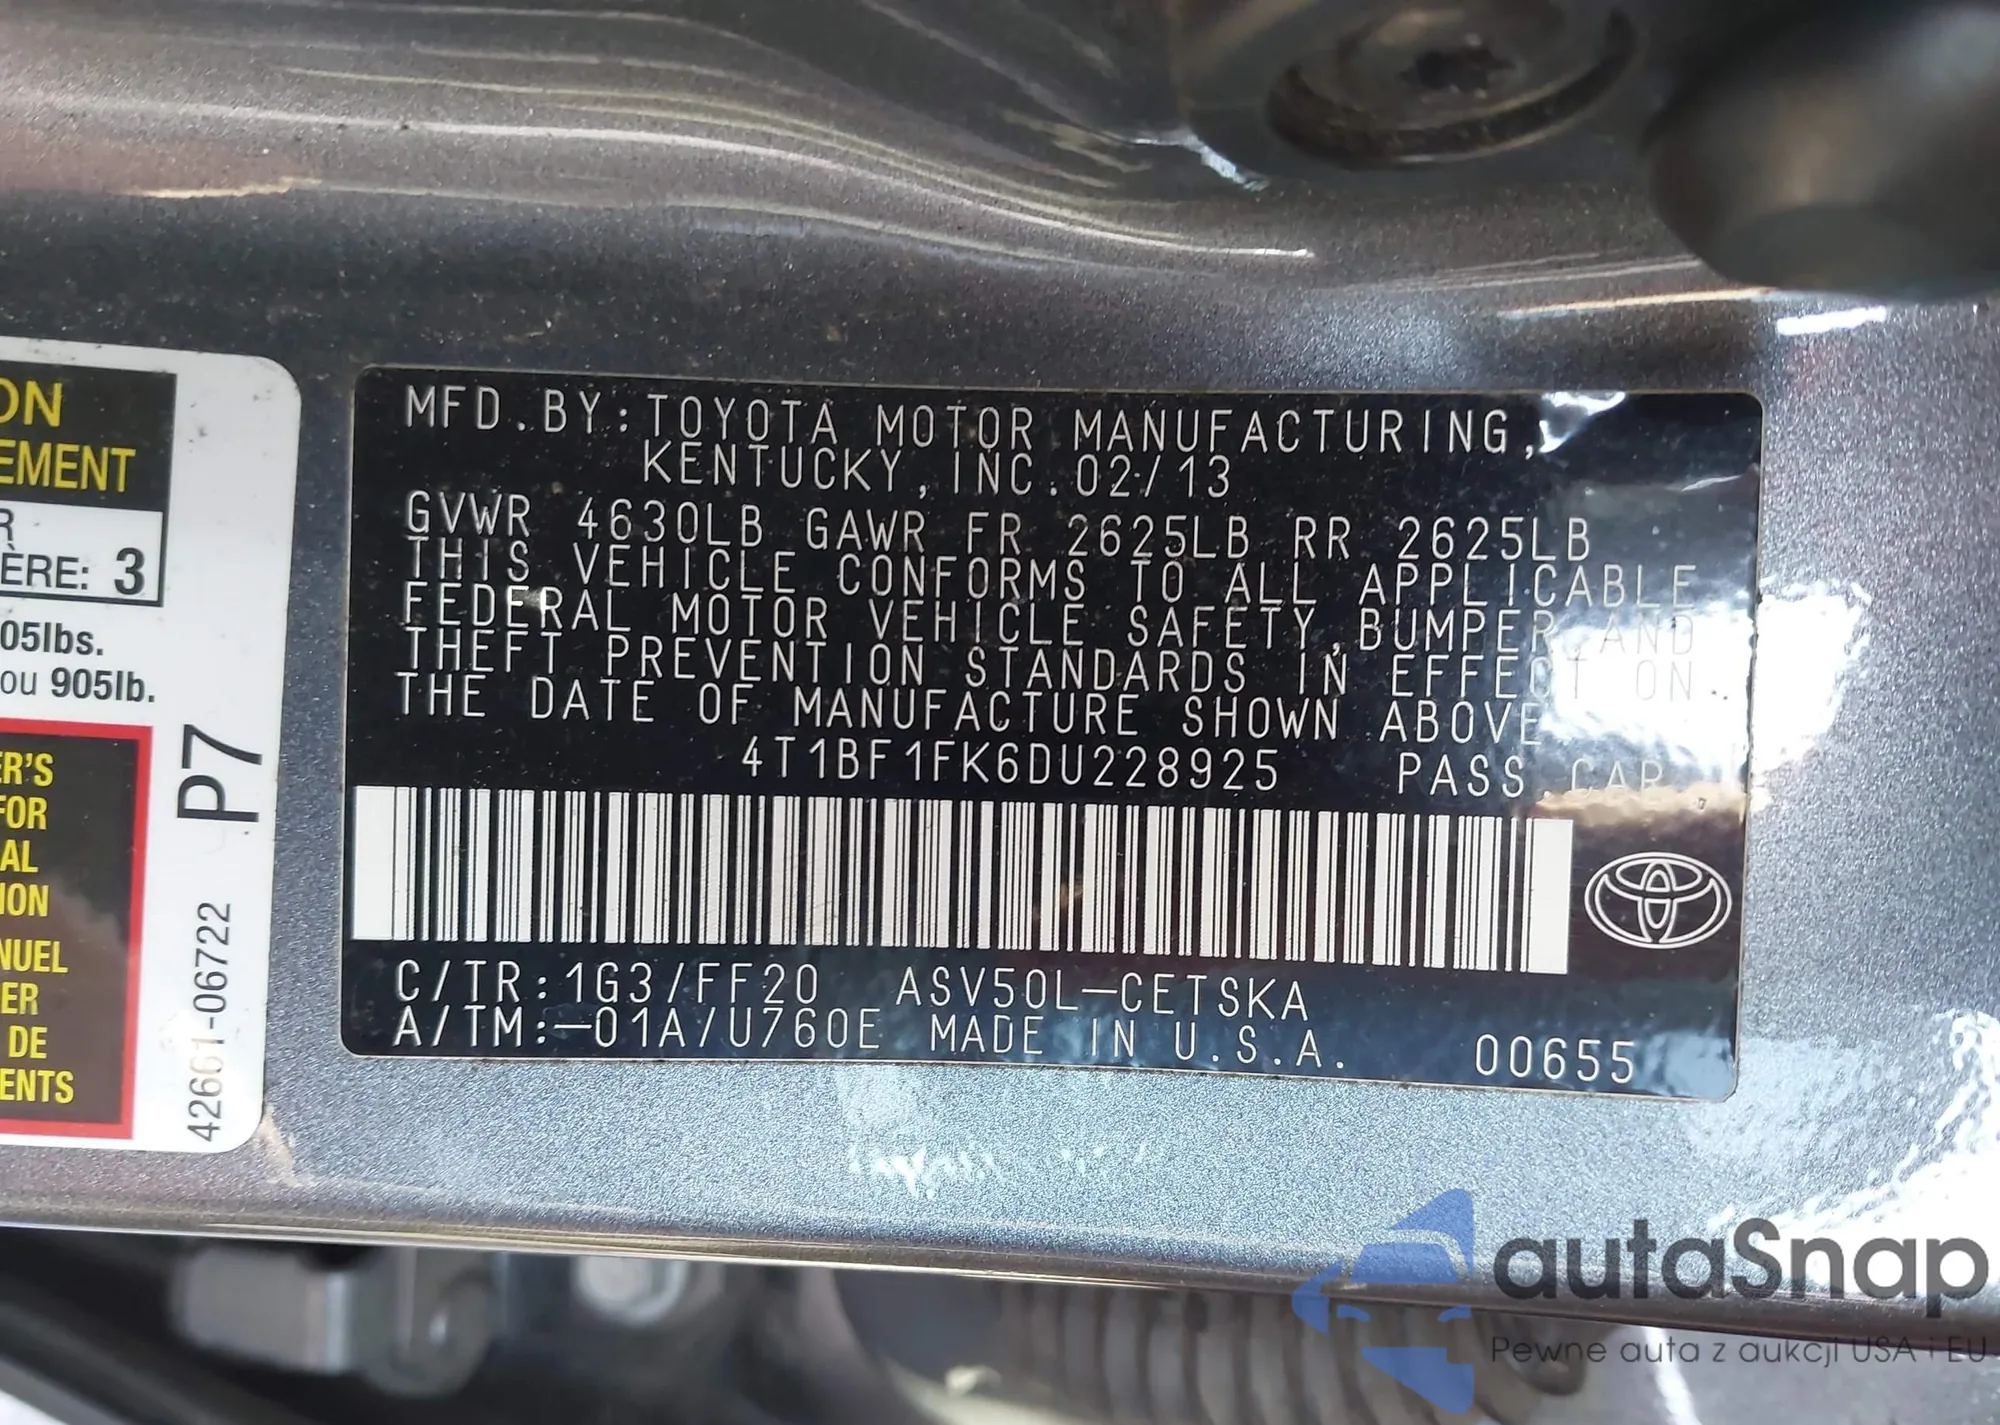 ON
EMENT
R
ÈRE: 3
05lbs.
ou 905lb.
ER'S
FOR
AL
ION
NUEL
ER
DE
ENTS
P7
42661-06722
MFD.BY:TOYOTA MOTOR MANUFACTURING,
KENTUCKY,INC.02/13
GVWR 4630LB GAWR FR 2625LB RR 2625LB
THIS VEHICLE CONFORMS TO ALL APPLICABLE
FEDERAL MOTOR VEHICLE SAFETY,BUMPER,AND
THEFT PREVENTION STANDARDS IN EFFECT ON
THE DATE OF MANUFACTURE SHOWN ABOVE
4T1BF1FK6DU228925 PASS.CAR
C/TR:1G3/FF20 ASV50L-CETSKA
A/TM:-01A/U760E MADE IN U.S.A. 00655
autaSnap
Pewne auta z aukcji USA i EU